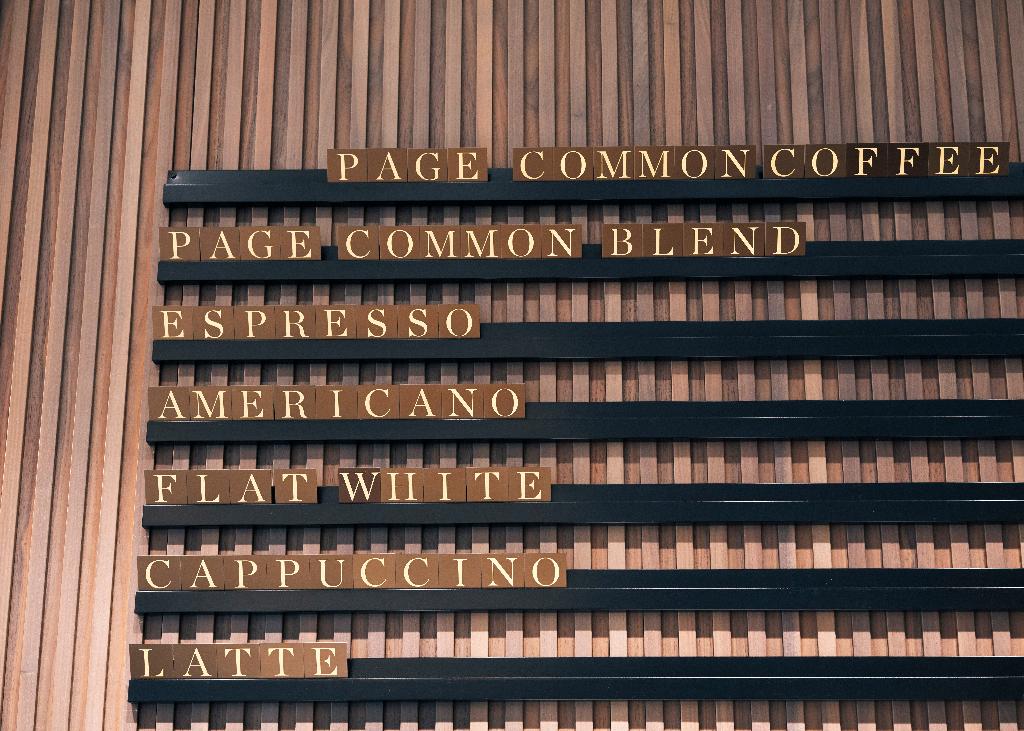 PAGE COMMON COFFEE
PAGE COMMON BLEND
ESPRESSO
AMERICANO
FLAT WHITE
CAPPUCCINO
LATTE